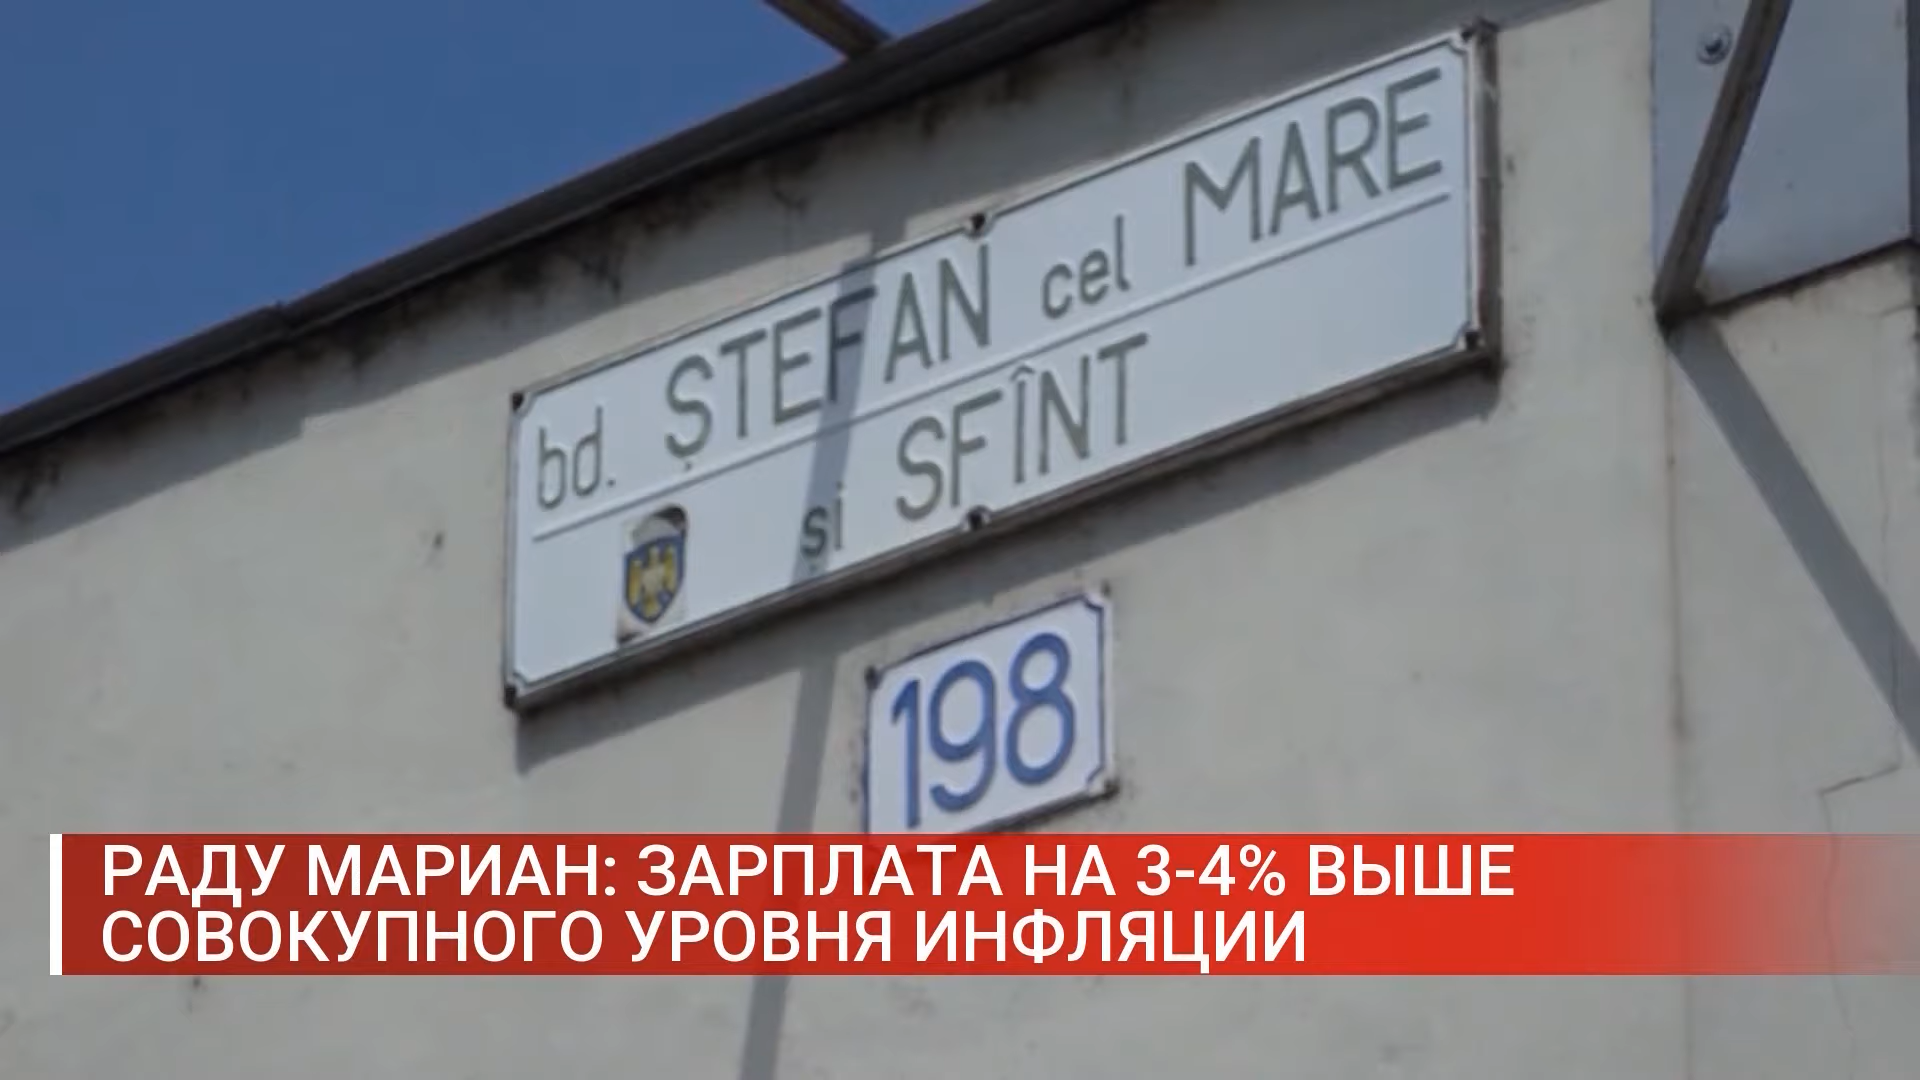 bd. ȘTEFAN cel MARE
și SFÎNT
198
РАДУ МАРИАН: ЗАРПЛАТА НА 3-4% ВЫШЕ
СОВОКУПНОГО УРОВНЯ ИНФЛЯЦИИ